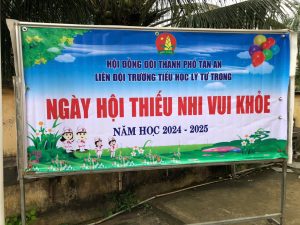 HỘI ĐỒNG ĐỘI THÀNH PHỐ TÂN AN
LIÊN ĐỘI TRƯỜNG TIỂU HỌC LÝ TỰ TRỌNG
NGÀY HỘI THIẾU NHI VUI KHỎE
NĂM HỌC 2024 - 2025